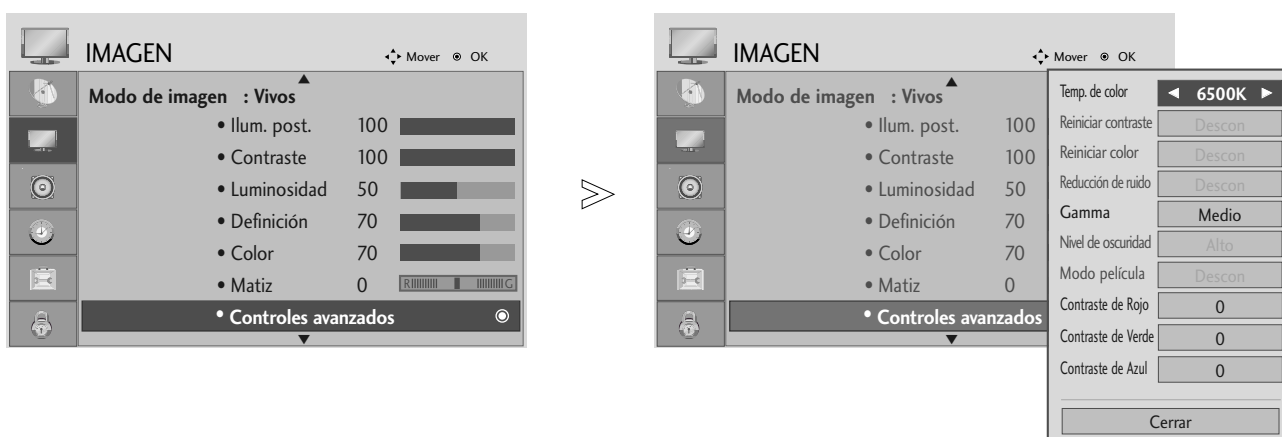 IMAGEN
Mover OK
Modo de imagen : Vivos
• Ilum. post. 100
• Contraste 100
• Luminosidad 50
• Definición 70
• Color 70
• Matiz 0 R G
• Controles avanzados
>>
IMAGEN
Mover OK
Modo de imagen : Vivos
• Ilum. post. 100
• Contraste 100
• Luminosidad 50
• Definición 70
• Color 70
• Matiz 0
• Controles avanzados
Temp. de color ◄ 6500K ►
Reiniciar contraste Descon
Reiniciar color Descon
Reducción de ruido Descon
Gamma Medio
Nivel de oscuridad Alto
Modo película Descon
Contraste de Rojo 0
Contraste de Verde 0
Contraste de Azul 0
Cerrar